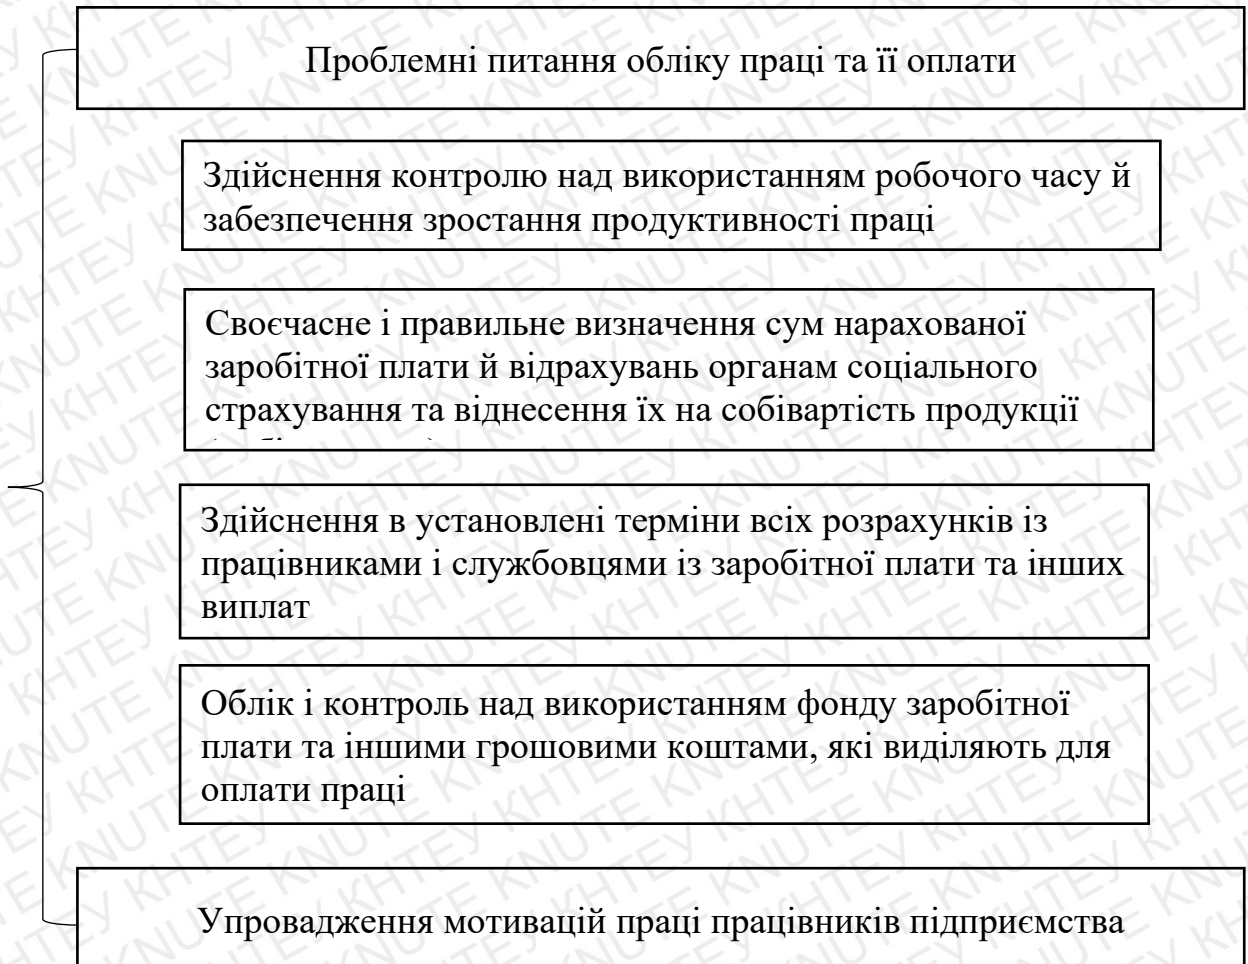 Проблемні питання обліку праці та її оплати
Здійснення контролю над використанням робочого часу й
забезпечення зростання продуктивності праці
Своєчасне і правильне визначення сум нарахованої
заробітної плати й відрахувань органам соціального
страхування та віднесення їх на собівартість продукції
Здійснення в установлені терміни всіх розрахунків із
працівниками і службовцями із заробітної плати та інших
виплат
Облік і контроль над використанням фонду заробітної
плати та іншими грошовими коштами, які виділяють для
оплати праці
Упровадження мотивацій праці працівників підприємства